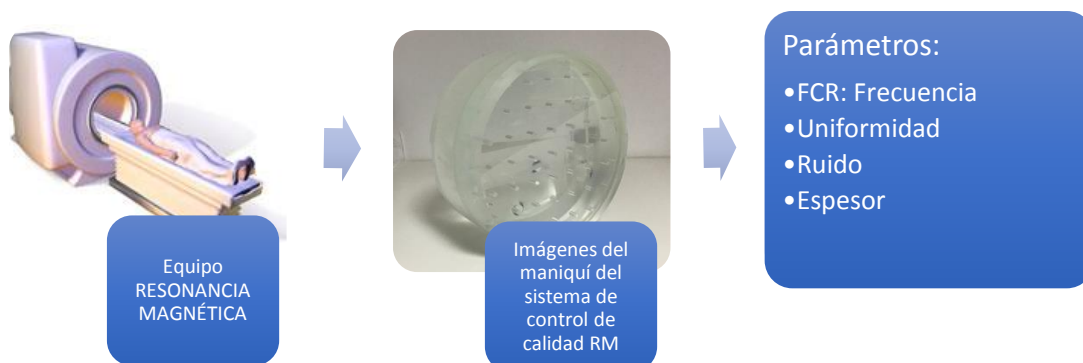 Equipo
RESONANCIA
MAGNÉTICA
Imágenes del
maniquí del
sistema de
control de
calidad RM
Parámetros:
•FCR: Frecuencia
•Uniformidad
•Ruido
•Espesor